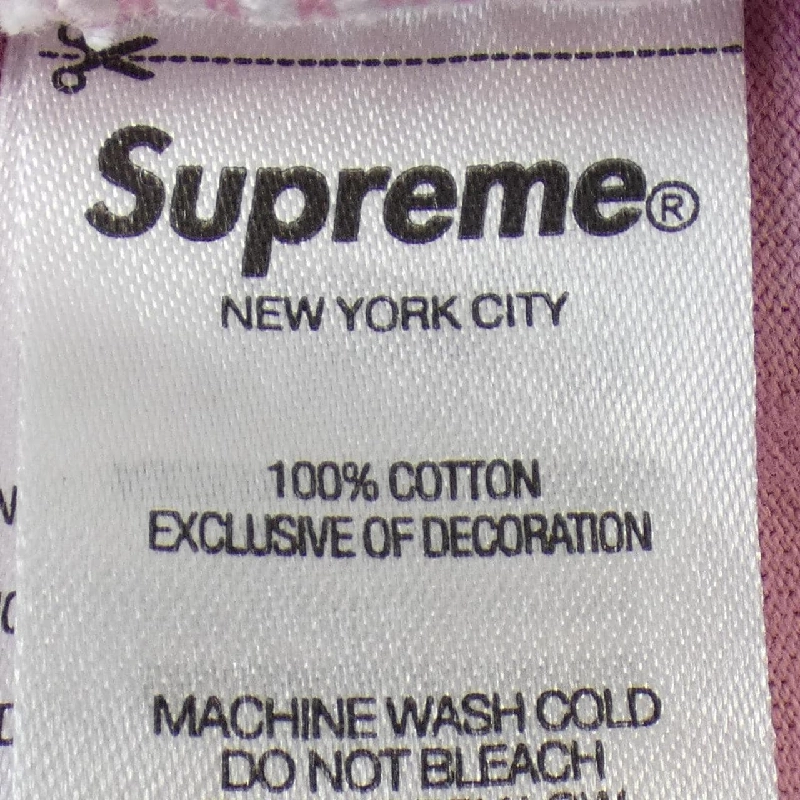 Supreme®
NEW YORK CITY
100% COTTON
EXCLUSIVE OF DECORATION
MACHINE WASH COLD
DO NOT BLEACH